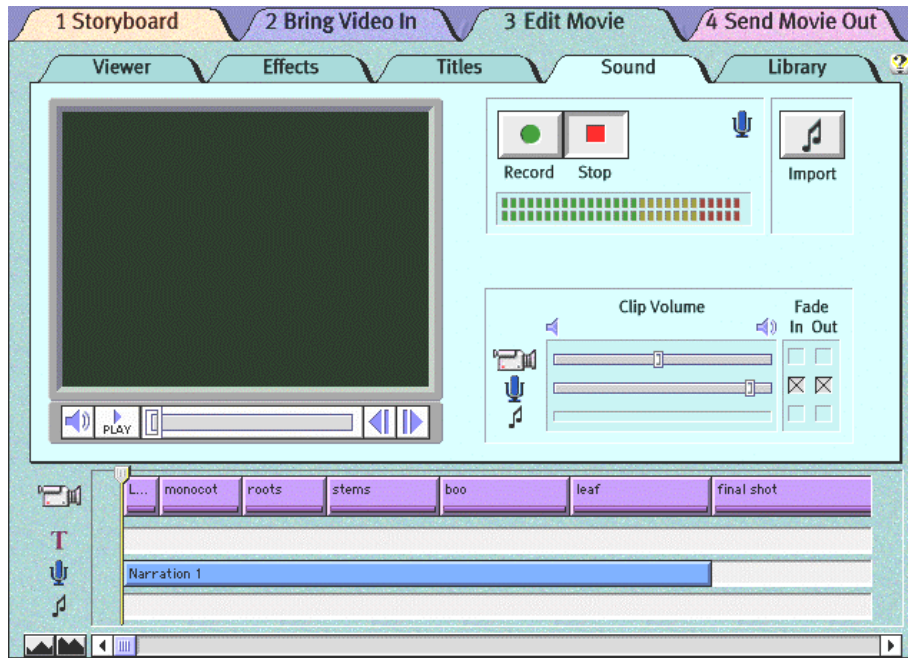 1 Storyboard
2 Bring Video In
3 Edit Movie
4 Send Movie Out
Viewer
Effects
Titles
Sound
Library
?
Record
Stop
Import
Clip Volume
Fade
In Out
PLAY
L...
monocot
roots
stems
boo
leaf
final shot
T
Narration 1